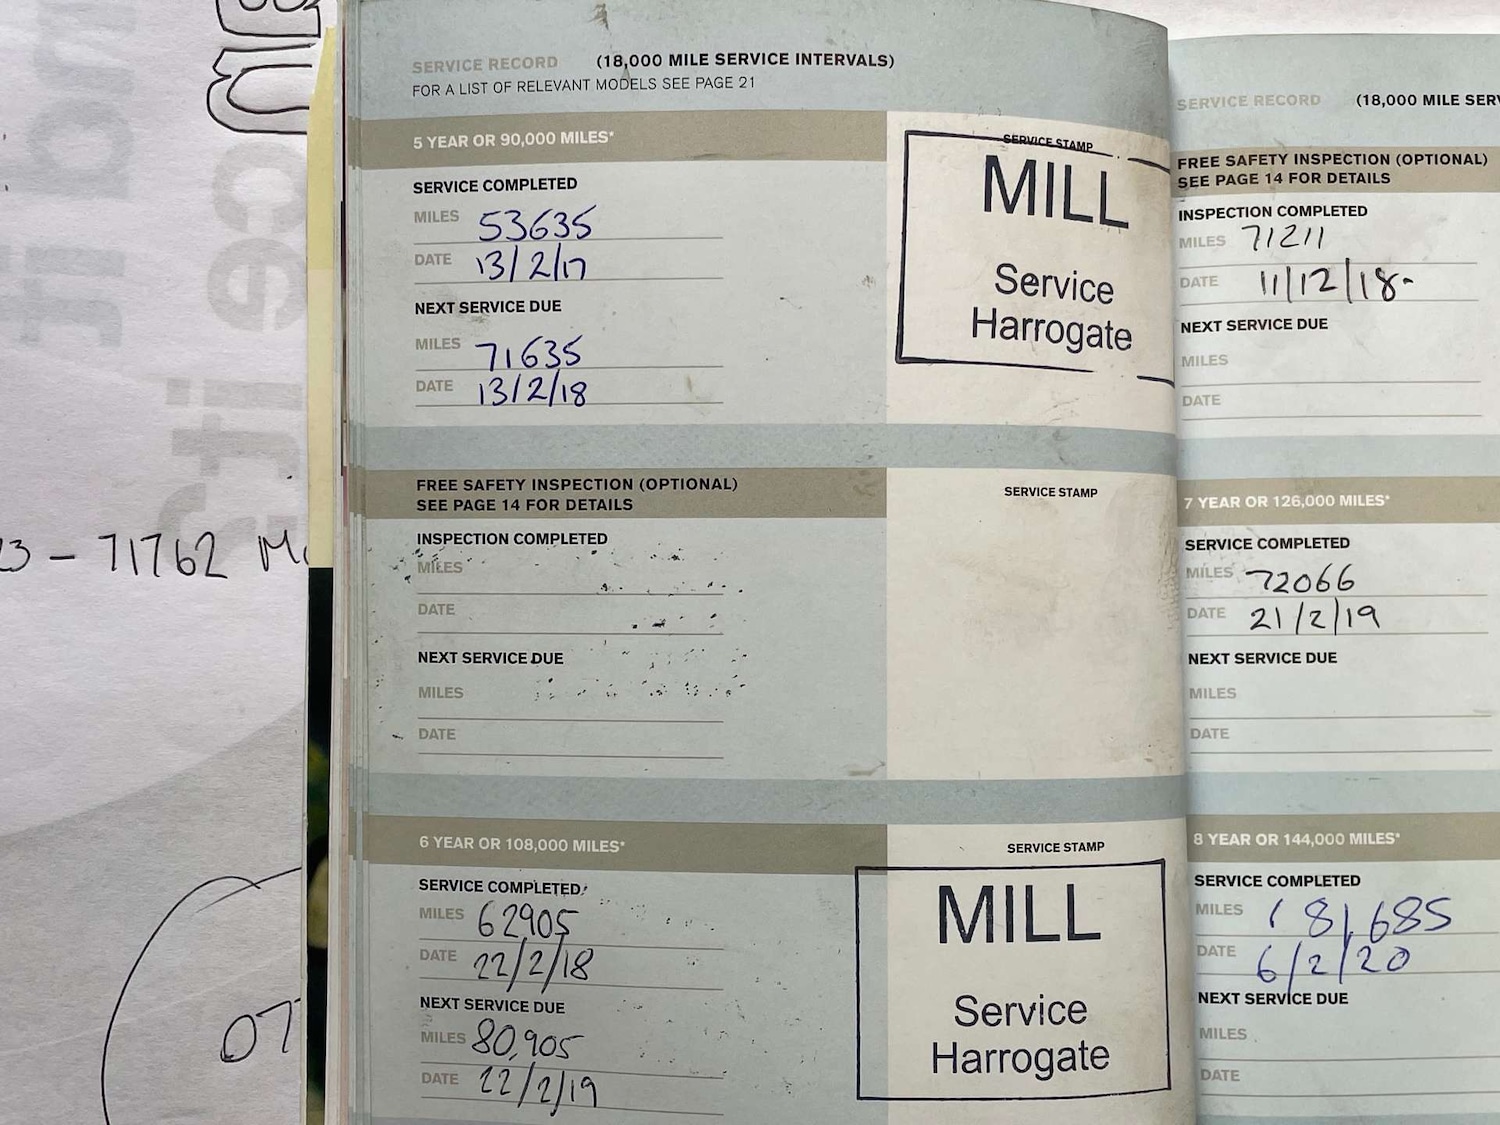 SERVICE RECORD (18,000 MILE SERVICE INTERVALS)
FOR A LIST OF RELEVANT MODELS SEE PAGE 21
5 YEAR OR 90,000 MILES*
SERVICE COMPLETED
MILES 53635
DATE 13/2/17
NEXT SERVICE DUE
MILES 71635
DATE 13/2/18
SERVICE STAMP
MILL
Service
Harrogate
FREE SAFETY INSPECTION (OPTIONAL)
SEE PAGE 14 FOR DETAILS
INSPECTION COMPLETED
MILES
DATE
NEXT SERVICE DUE
MILES
DATE
SERVICE STAMP
6 YEAR OR 108,000 MILES*
SERVICE COMPLETED
MILES 62905
DATE 22/2/18
NEXT SERVICE DUE
MILES 80,905
DATE 22/2/19
SERVICE STAMP
MILL
Service
Harrogate
SERVICE RECORD (18,000 MILE SERV
FREE SAFETY INSPECTION (OPTIONAL)
SEE PAGE 14 FOR DETAILS
INSPECTION COMPLETED
MILES 71211
DATE 11/12/18
NEXT SERVICE DUE
MILES
DATE
7 YEAR OR 126,000 MILES*
SERVICE COMPLETED
MILES 72066
DATE 21/2/19
NEXT SERVICE DUE
MILES
DATE
8 YEAR OR 144,000 MILES*
SERVICE COMPLETED
MILES 81,685
DATE 6/2/20
NEXT SERVICE DUE
MILES
DATE
23 - 71762
07